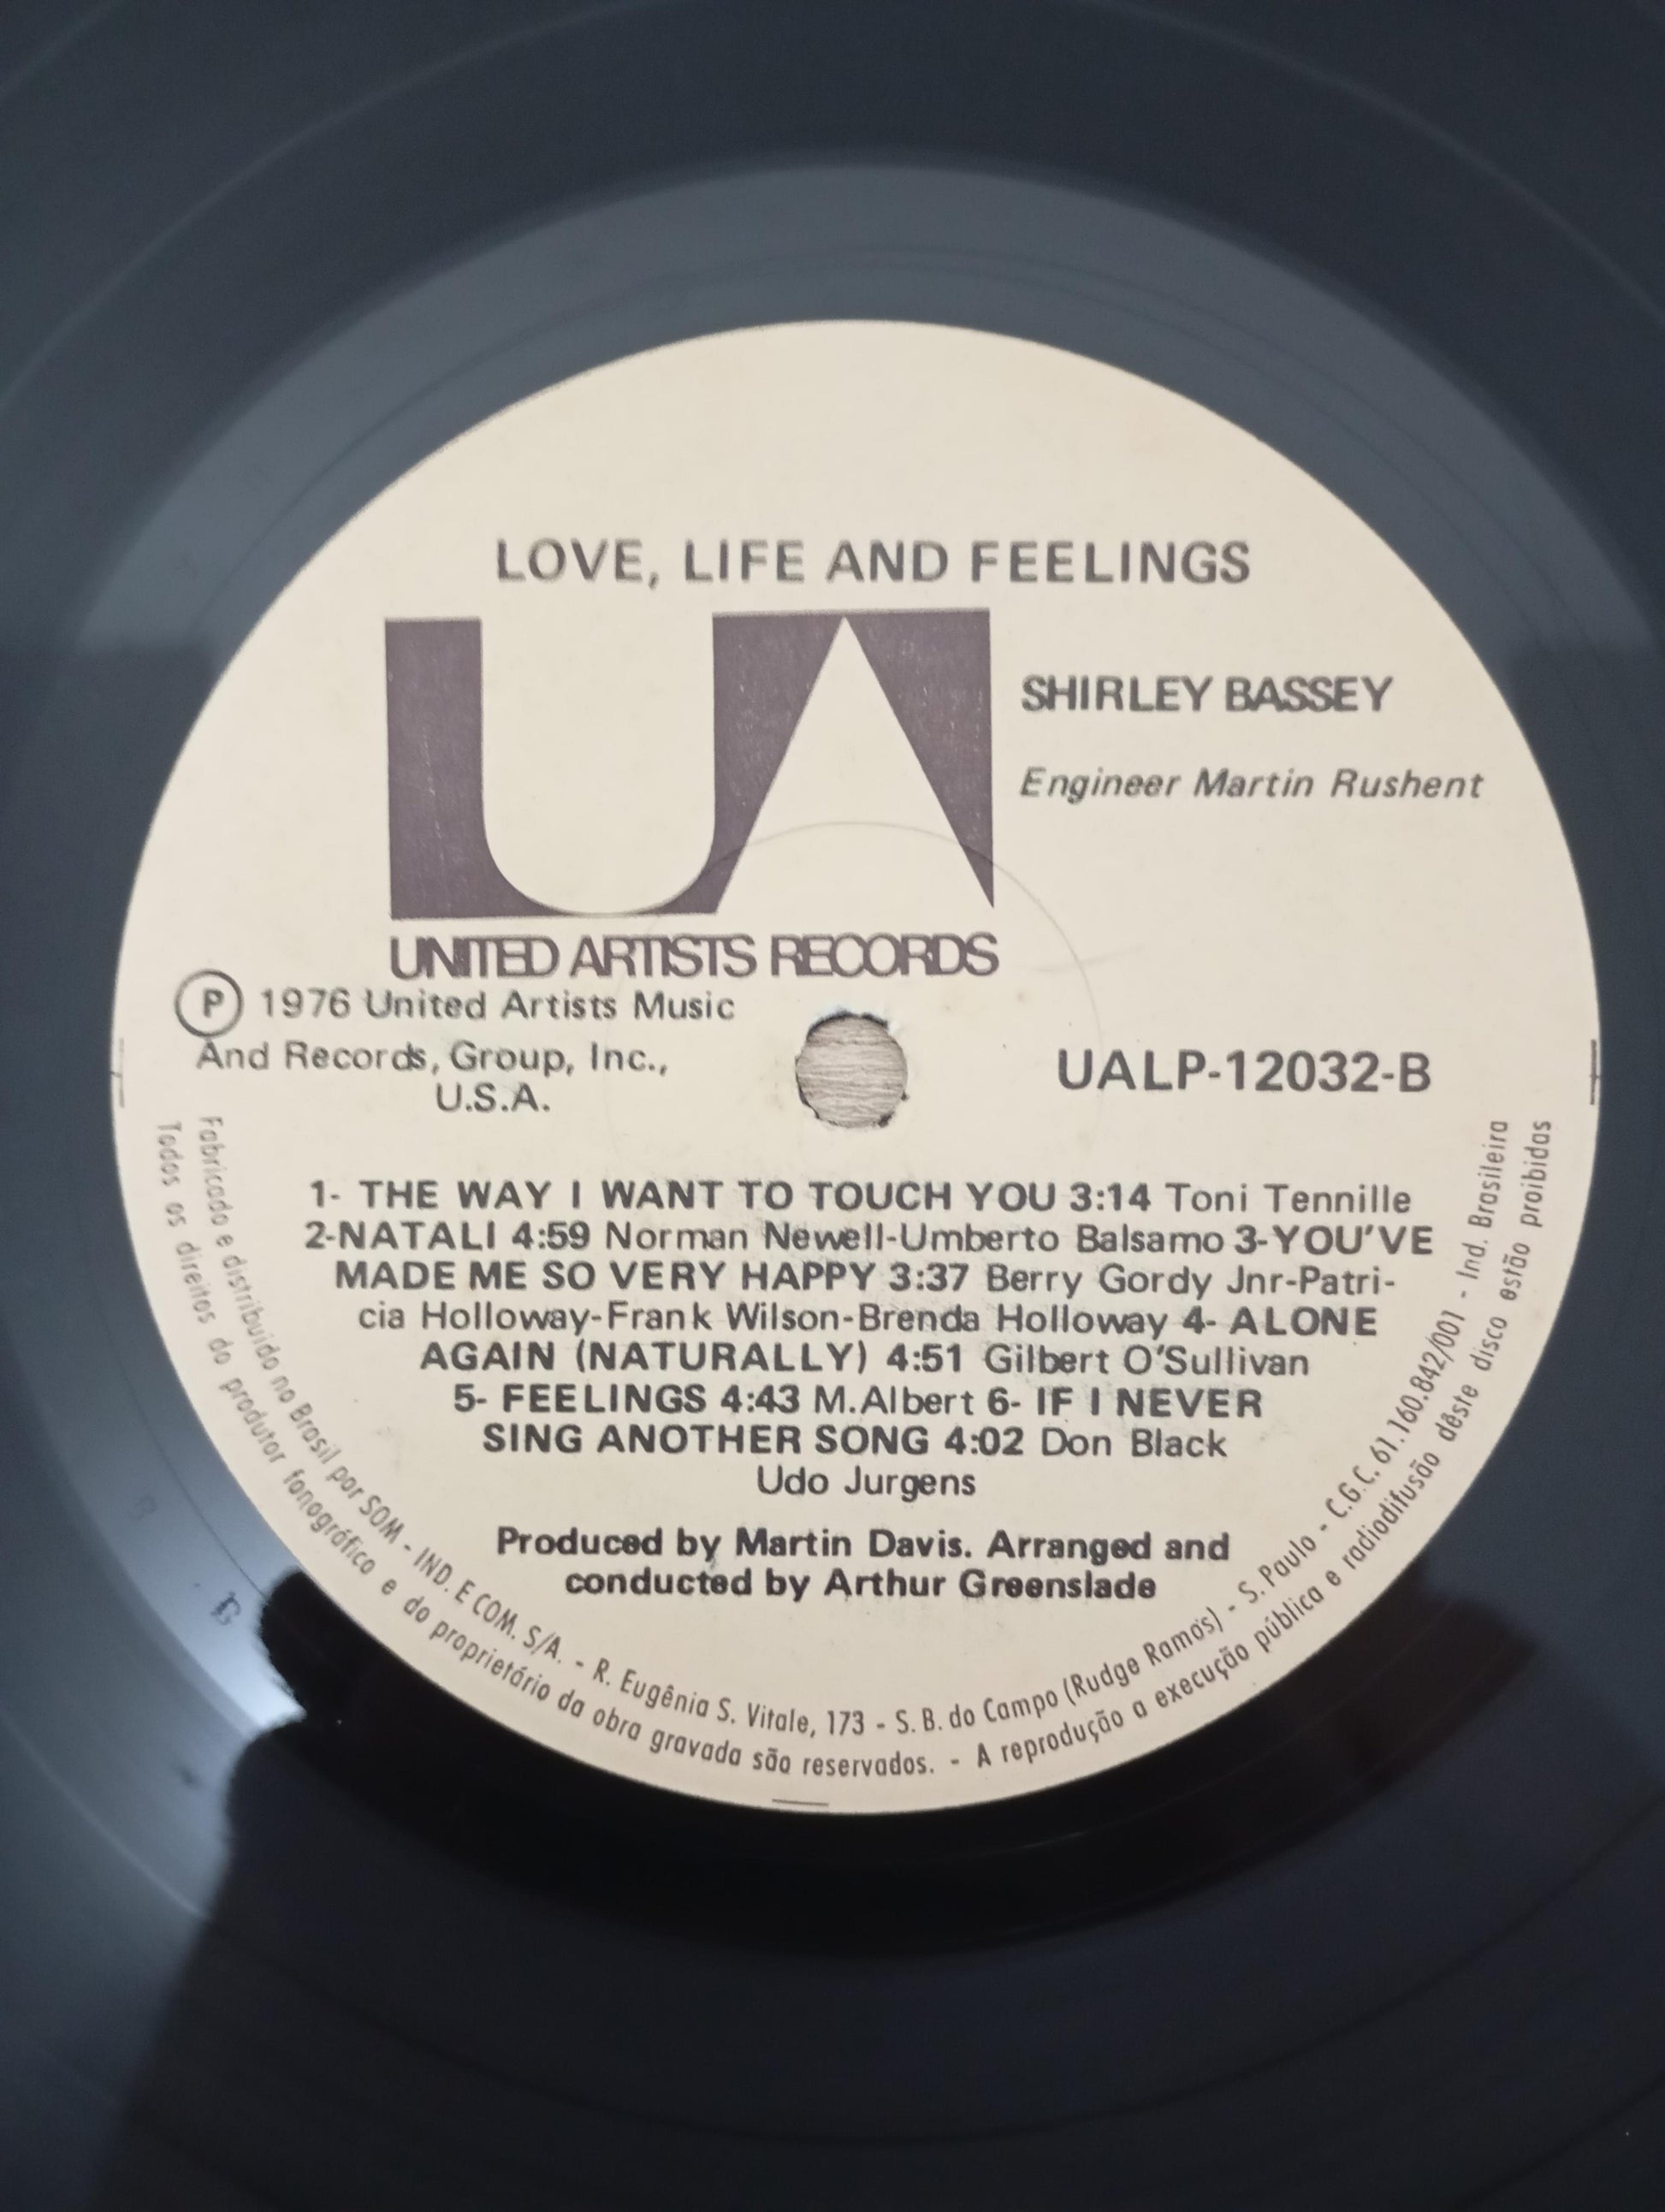 LOVE, LIFE AND FEELINGS
UA
SHIRLEY BASSEY
Engineer Martin Rushent
UNITED ARTISTS RECORDS
Ⓟ 1976 United Artists Music
And Records, Group, Inc.,
U.S.A.
UALP-12032-B
1- THE WAY I WANT TO TOUCH YOU 3:14 Toni Tennille
2-NATALI 4:59 Norman Newell-Umberto Balsamo 3-YOU'VE
MADE ME SO VERY HAPPY 3:37 Berry Gordy Jnr-Patri-
cia Holloway-Frank Wilson-Brenda Holloway 4- ALONE
AGAIN (NATURALLY) 4:51 Gilbert O'Sullivan
5- FEELINGS 4:43 M.Albert 6- IF I NEVER
SING ANOTHER SONG 4:02 Don Black
Udo Jurgens
Produced by Martin Davis. Arranged and
conducted by Arthur Greenslade
Fabricado e distribuido no Brasil por SOM - IND. E COM. S/A. - R. Eugênia S. Vitale, 173 - S. B. do Campo (Rudge Ramos) - S. Paulo - C.G.C. 61.160.842/001 - Ind. Brasileira
Todos os direitos do produtor fonográfico e do proprietário da obra gravada são reservados. - A reprodução a execução pública e radiodifusão dêste disco estão proibidas